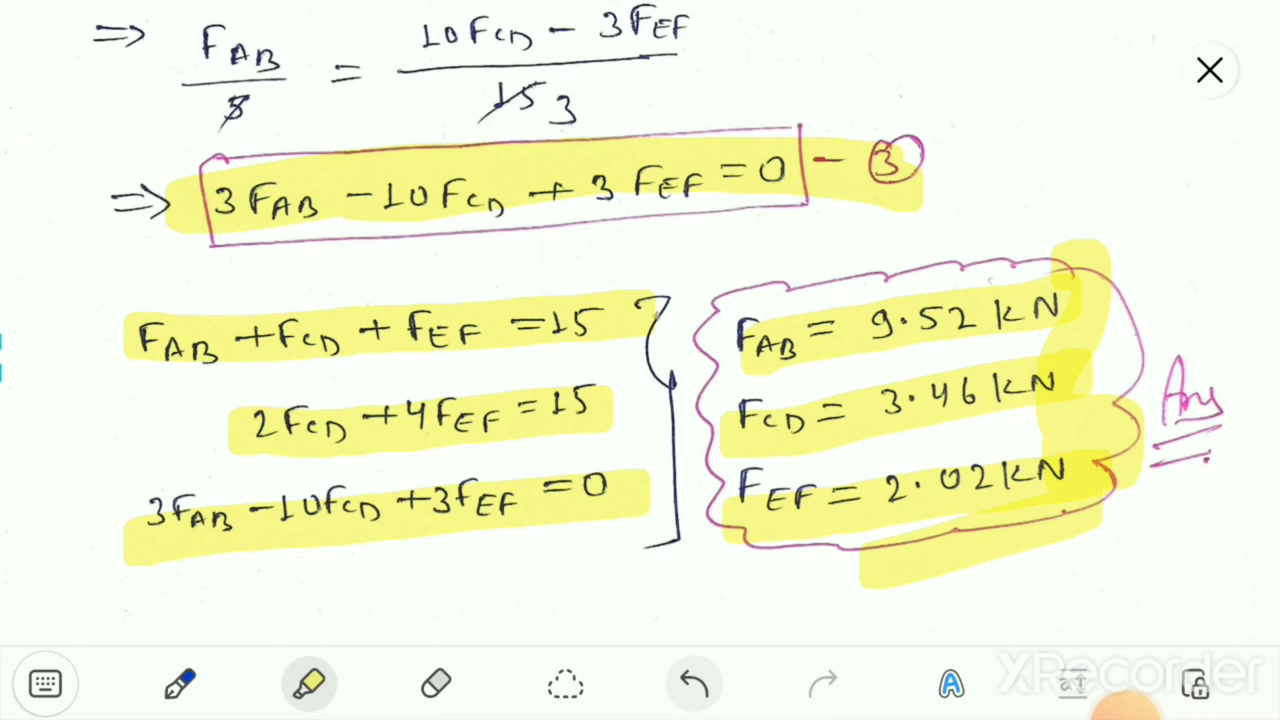 ⇒ F_AB / 5 = (10F_CD − 3F_EF) / 15 3
⇒ 3F_AB − 10F_CD + 3F_EF = 0 − ③
F_AB + F_CD + F_EF = 15
2F_CD + 4F_EF = 15
3F_AB − 10F_CD + 3F_EF = 0
F_AB = 9.52 kN
F_CD = 3.46 kN
F_EF = 2.02 kN
Ans
XRecorder